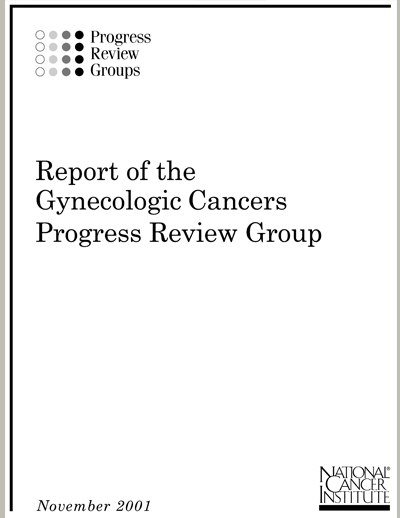 Progress
Review
Groups
Report of the
Gynecologic Cancers
Progress Review Group
NATIONAL®
CANCER
INSTITUTE
November 2001